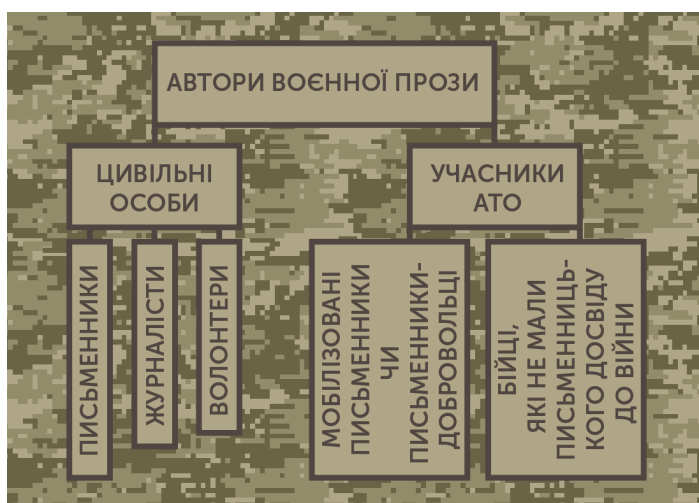 АВТОРИ ВОЄННОЇ ПРОЗИ
ЦИВІЛЬНІ
ОСОБИ
УЧАСНИКИ
АТО
ПИСЬМЕННИКИ
ЖУРНАЛІСТИ
ВОЛОНТЕРИ
МОБІЛІЗОВАНІ
ПИСЬМЕННИКИ
ЧИ
ПИСЬМЕННИКИ-
ДОБРОВОЛЬЦІ
БІЙЦІ,
ЯКІ НЕ МАЛИ
ПИСЬМЕННИЦЬ-
КОГО ДОСВІДУ
ДО ВІЙНИ